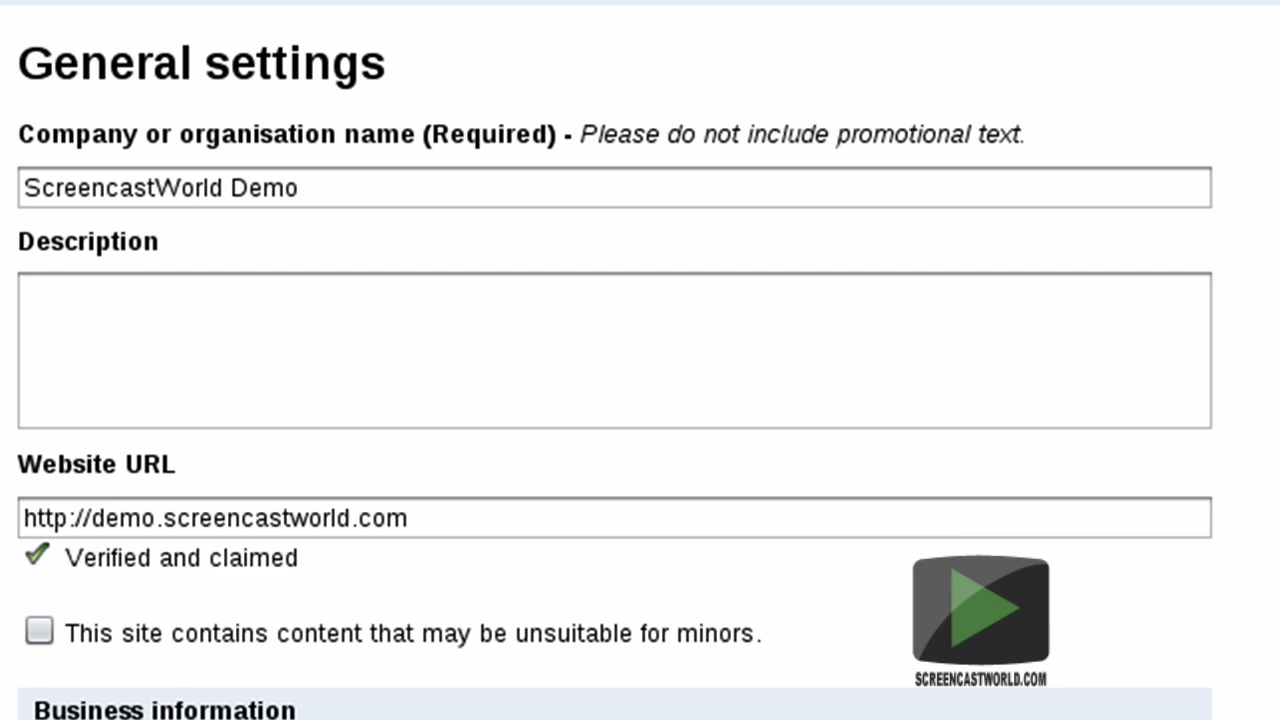 General settings
Company or organisation name (Required) - Please do not include promotional text.
ScreencastWorld Demo
Description
Website URL
http://demo.screencastworld.com
Verified and claimed
This site contains content that may be unsuitable for minors.
SCREENCASTWORLD.COM
Business information